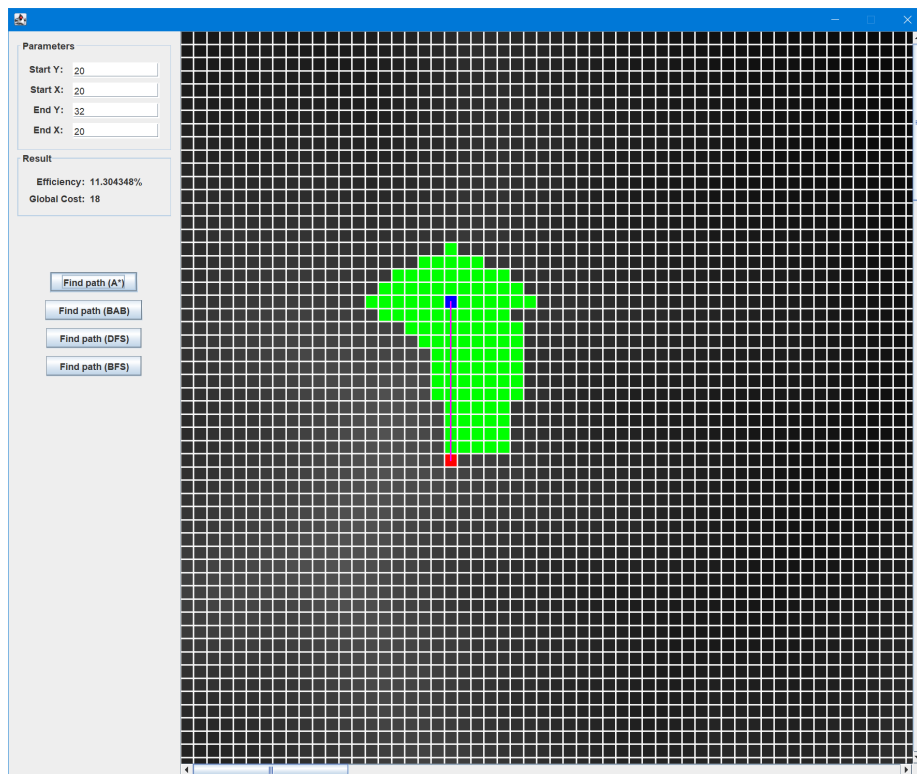 Parameters
Start Y: 20
Start X: 20
End Y: 32
End X: 20
Result
Efficiency: 11.304348%
Global Cost: 18
Find path (A*)
Find path (BAB)
Find path (DFS)
Find path (BFS)